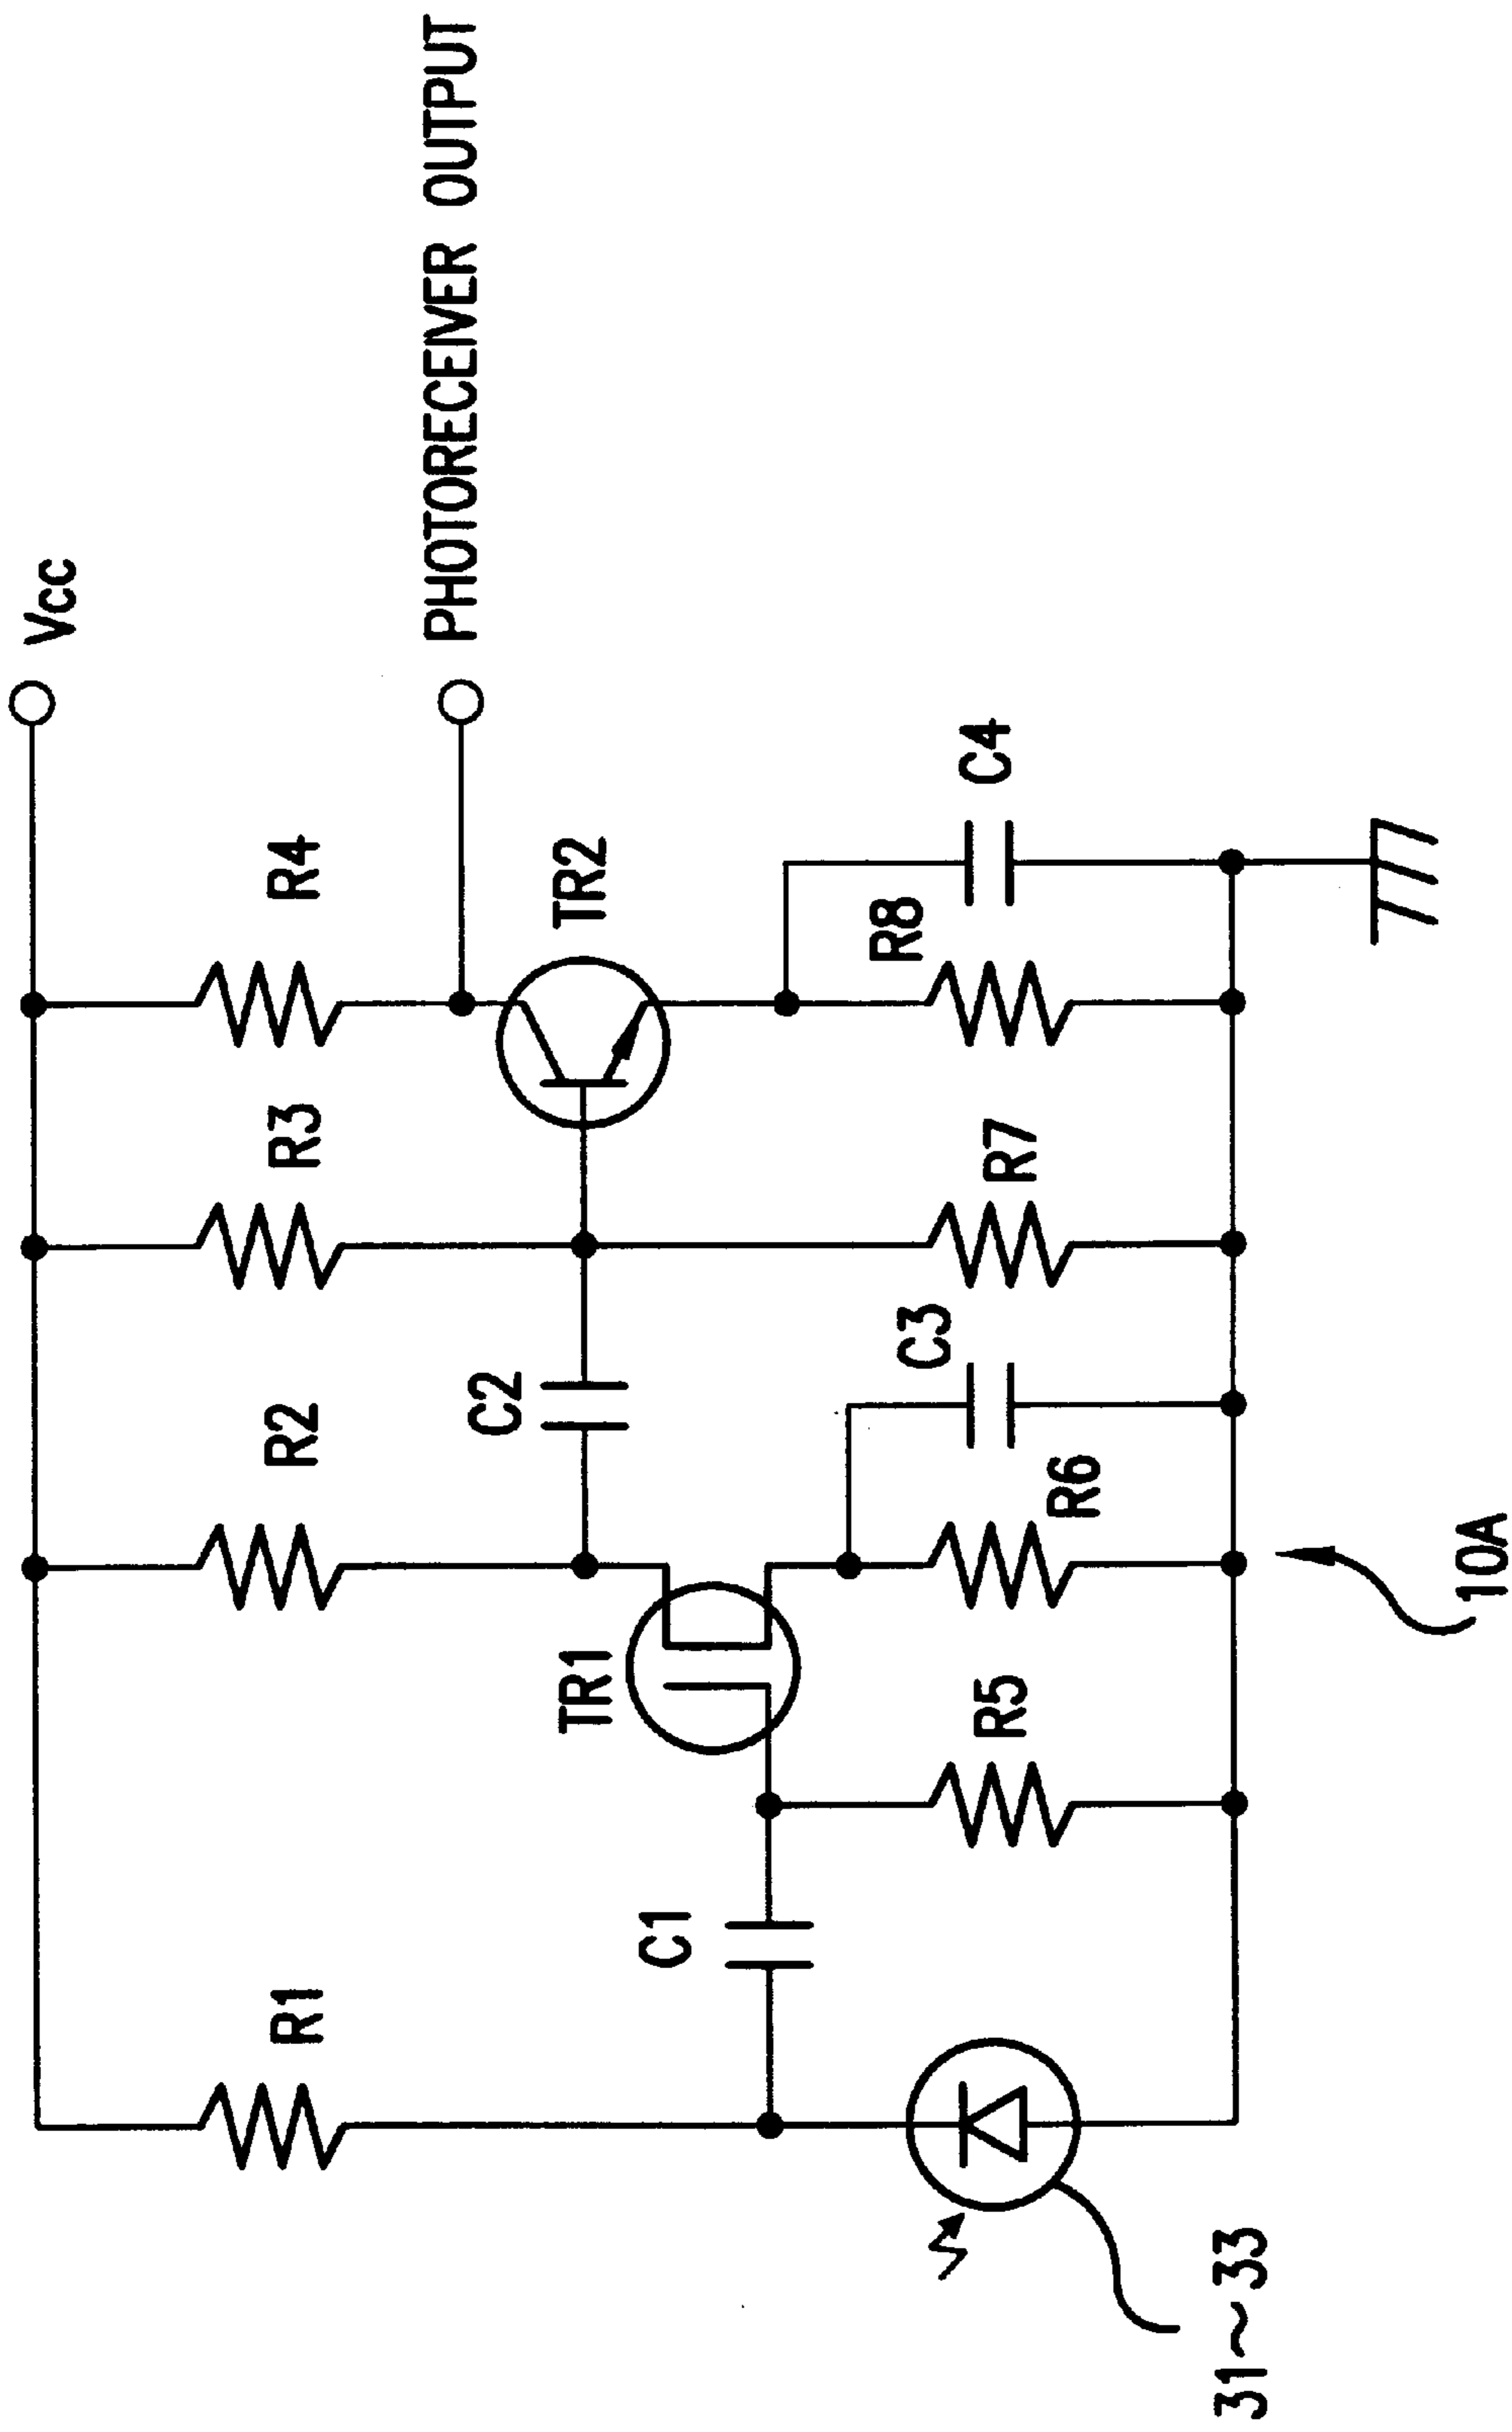 Vcc
R1
R2
R3
R4
PHOTORECEIVER OUTPUT
C2
TR1
TR2
C1
R5
R6
C3
R7
R8
C4
31~33
10A